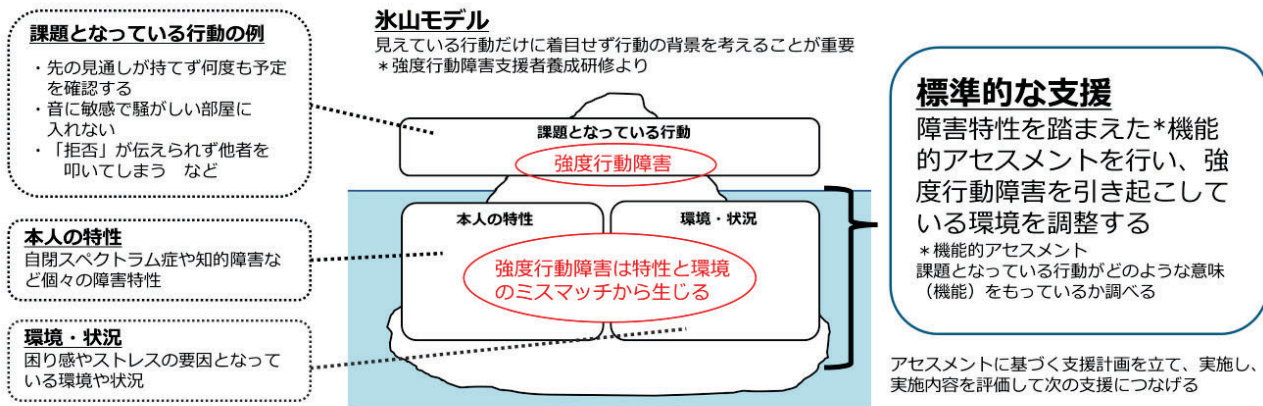 課題となっている行動の例
・先の見通しが持てず何度も予定
を確認する
・音に敏感で騒がしい部屋に
入れない
・「拒否」が伝えられず他者を
叩いてしまう　など
本人の特性
自閉スペクトラム症や知的障害な
ど個々の障害特性
環境・状況
困り感やストレスの要因となって
いる環境や状況
氷山モデル
見えている行動だけに着目せず行動の背景を考えることが重要
＊強度行動障害支援者養成研修より
課題となっている行動
強度行動障害
本人の特性
環境・状況
強度行動障害は特性と環境
のミスマッチから生じる
標準的な支援
障害特性を踏まえた*機能
的アセスメントを行い、強
度行動障害を引き起こして
いる環境を調整する
＊機能的アセスメント
課題となっている行動がどのような意味
（機能）をもっているか調べる
アセスメントに基づく支援計画を立て、実施し、
実施内容を評価して次の支援につなげる